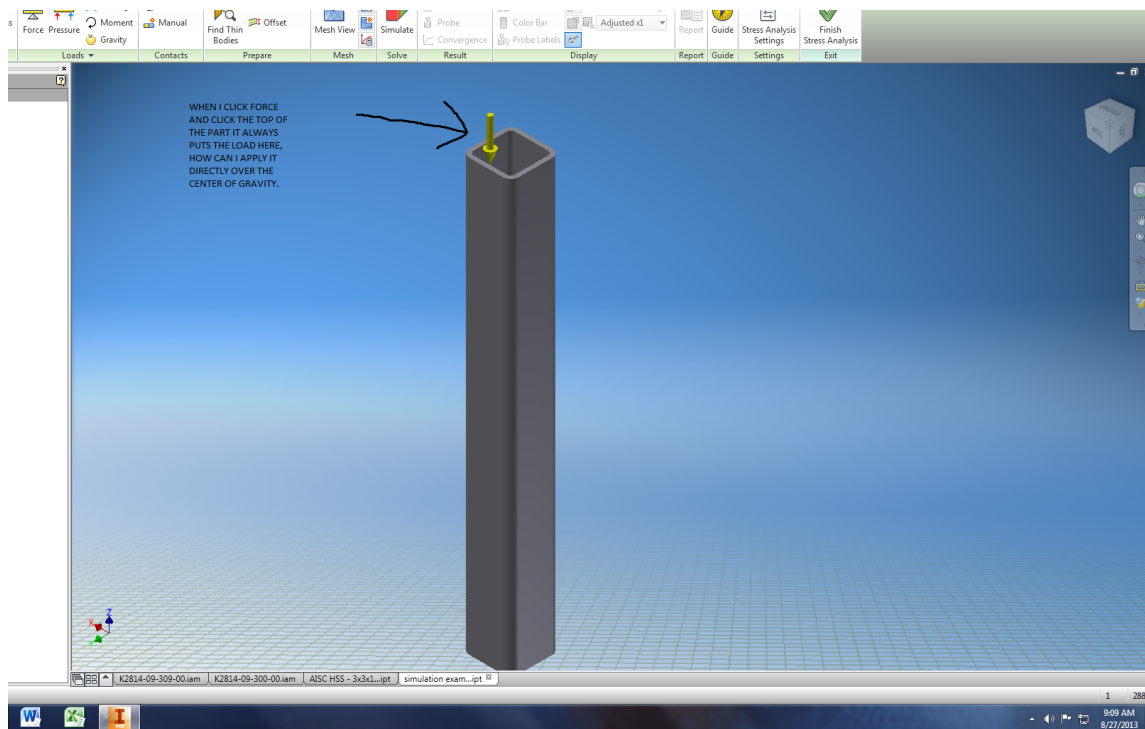 Force Pressure
Moment
Gravity
Manual
Find Thin
Bodies
Offset
Mesh View
Simulate
Probe
Convergence
Color Bar
Probe Labels
Adjusted x1
Report
Guide
Stress Analysis
Settings
Finish
Stress Analysis
Loads
Contacts
Prepare
Mesh
Solve
Result
Display
Report
Guide
Settings
Exit
WHEN I CLICK FORCE
AND CLICK THE TOP OF
THE PART IT ALWAYS
PUTS THE LOAD HERE,
HOW CAN I APPLY IT
DIRECTLY OVER THE
CENTER OF GRAVITY.
TOP
Z
X
Y
K2814-09-309-00.iam
K2814-09-300-00.iam
AISC HSS - 3x3x1...ipt
simulation exam...ipt
1 288
9:09 AM
8/27/2013